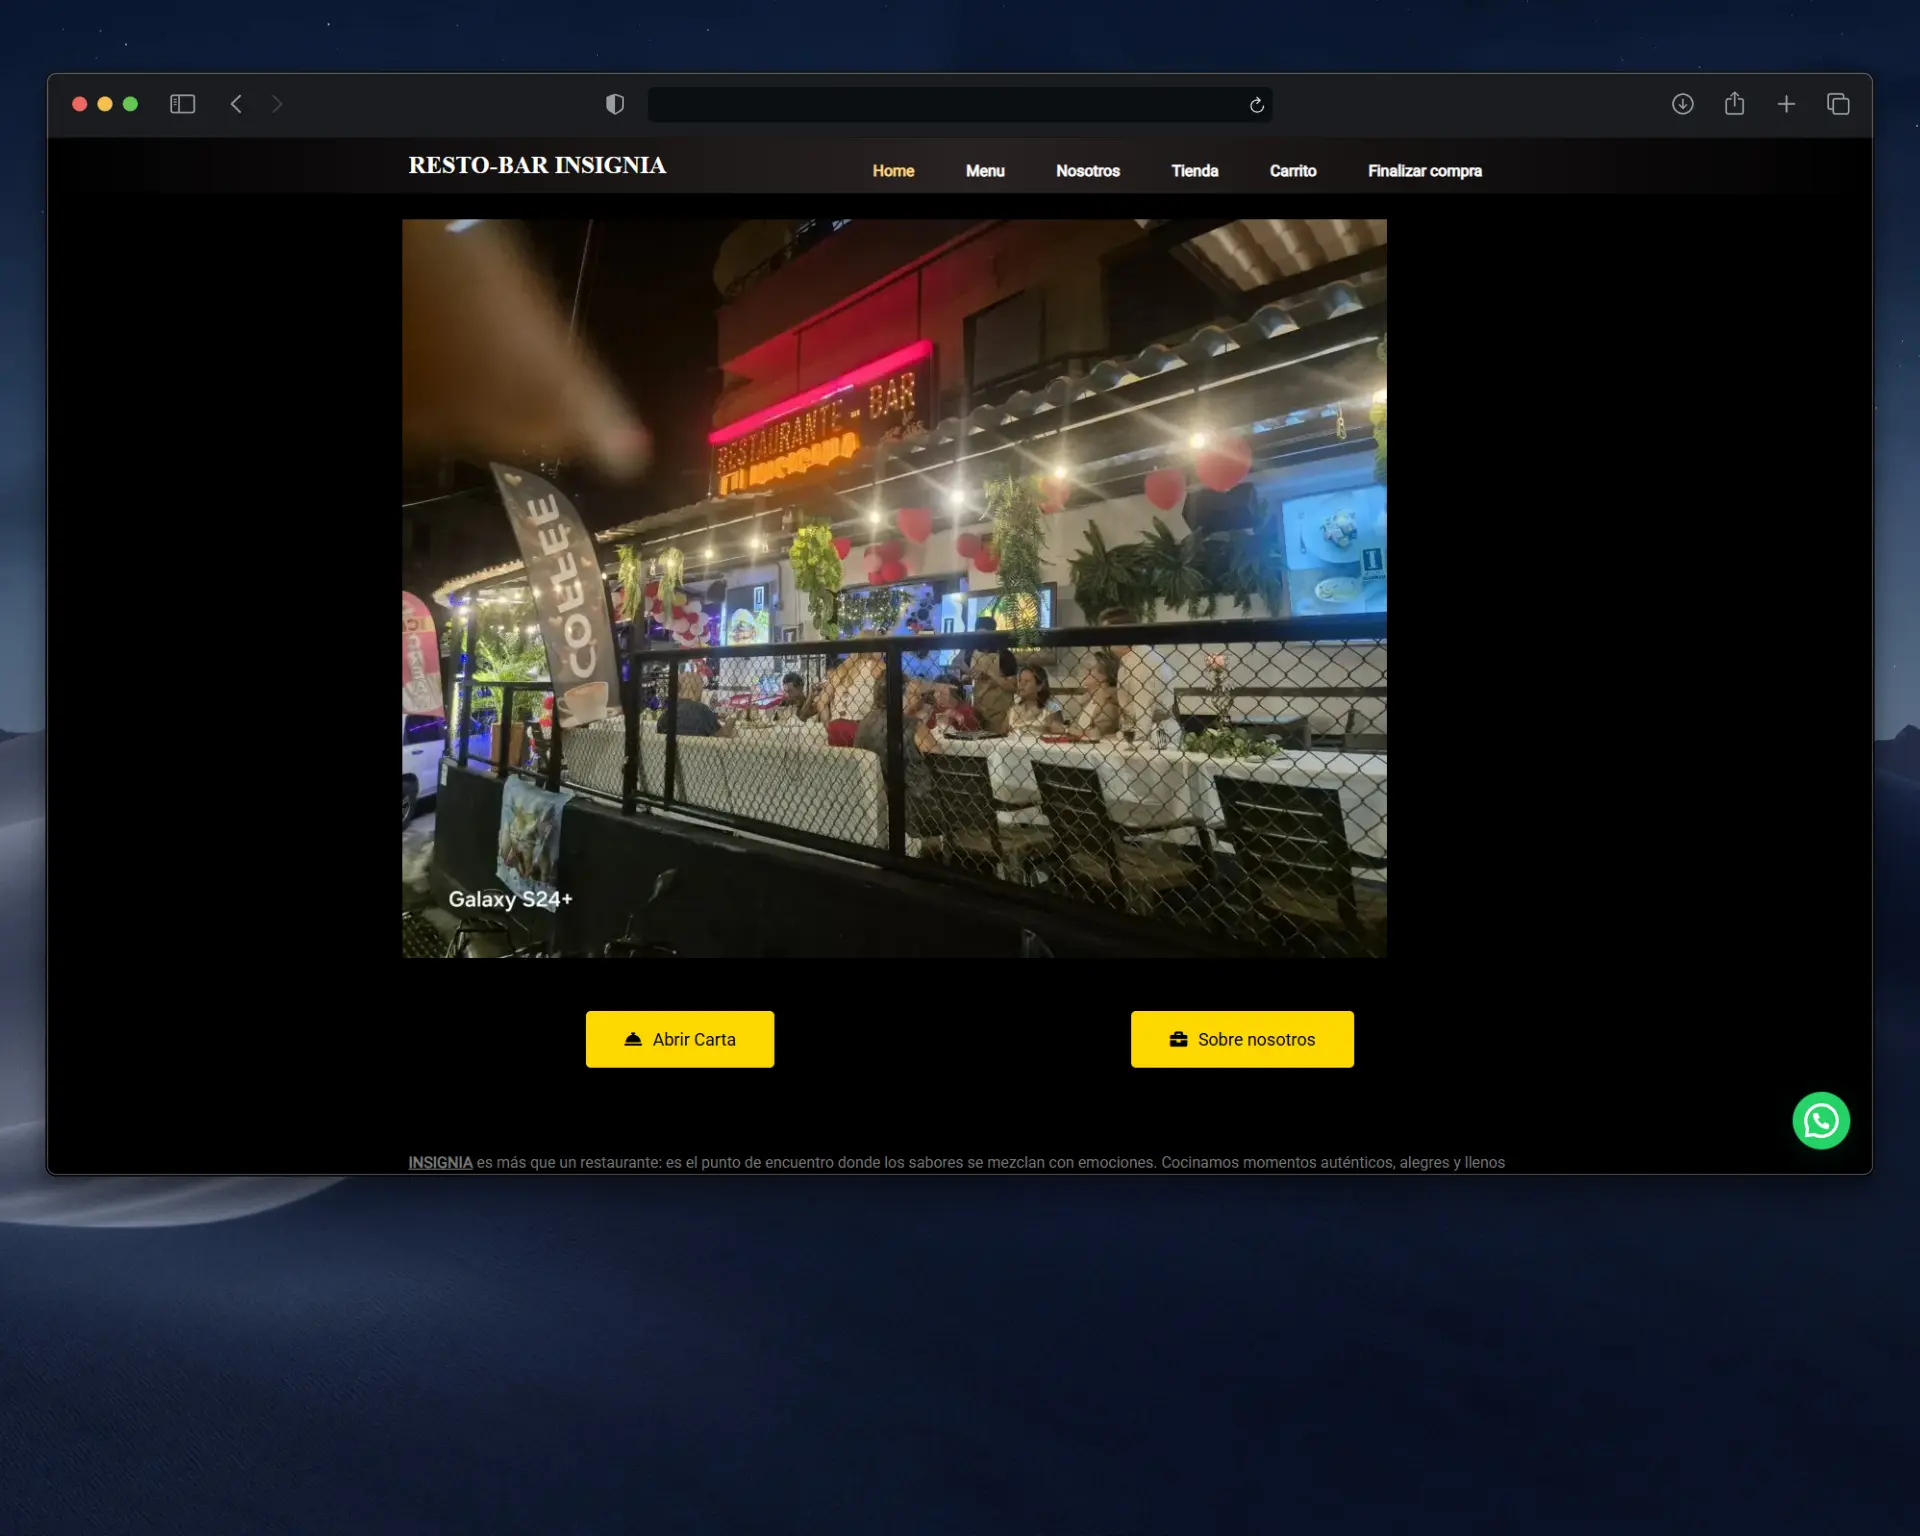 RESTO-BAR INSIGNIA
Home
Menu
Nosotros
Tienda
Carrito
Finalizar compra
RESTAURANTE - BAR
INSIGNIA
COFFEE
Galaxy S24+
Abrir Carta
Sobre nosotros
INSIGNIA es más que un restaurante: es el punto de encuentro donde los sabores se mezclan con emociones. Cocinamos momentos auténticos, alegres y llenos